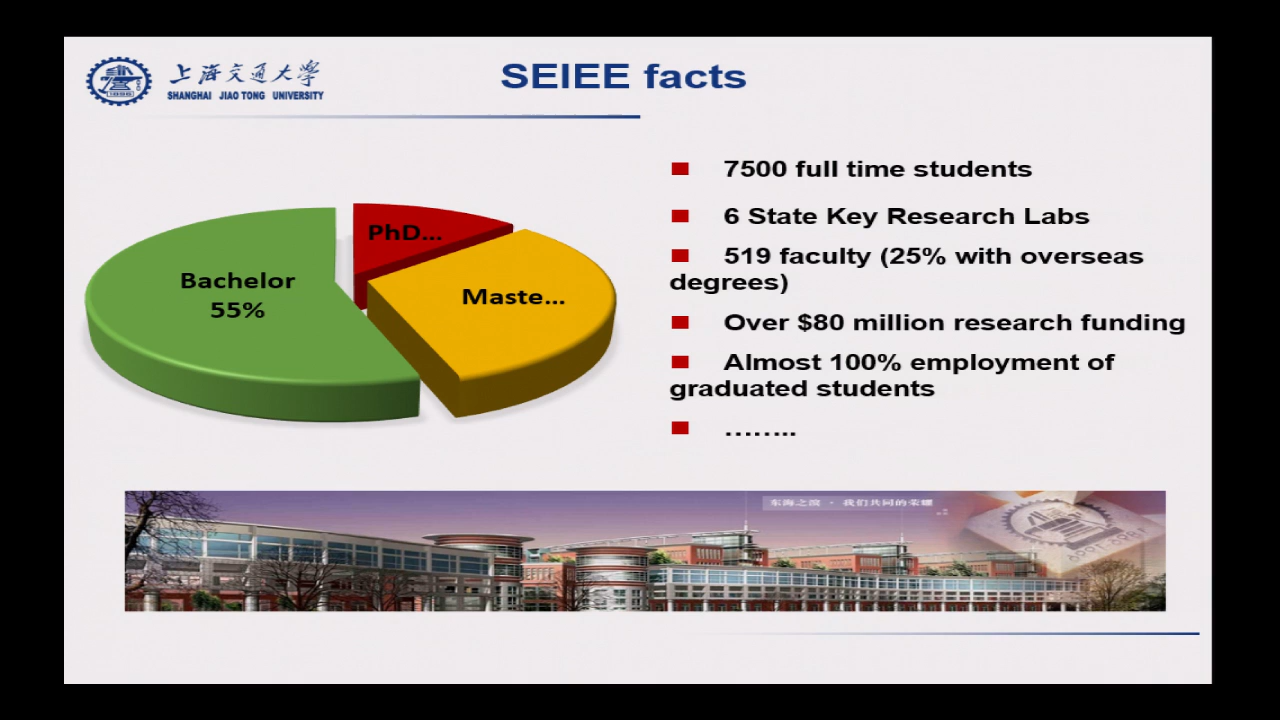 上海交通大学
SHANGHAI JIAO TONG UNIVERSITY
SEIEE facts
PhD...
Bachelor
55%
Maste...
7500 full time students
6 State Key Research Labs
519 faculty (25% with overseas
degrees)
Over $80 million research funding
Almost 100% employment of
graduated students
……..
东海之滨 · 我们共同的荣耀